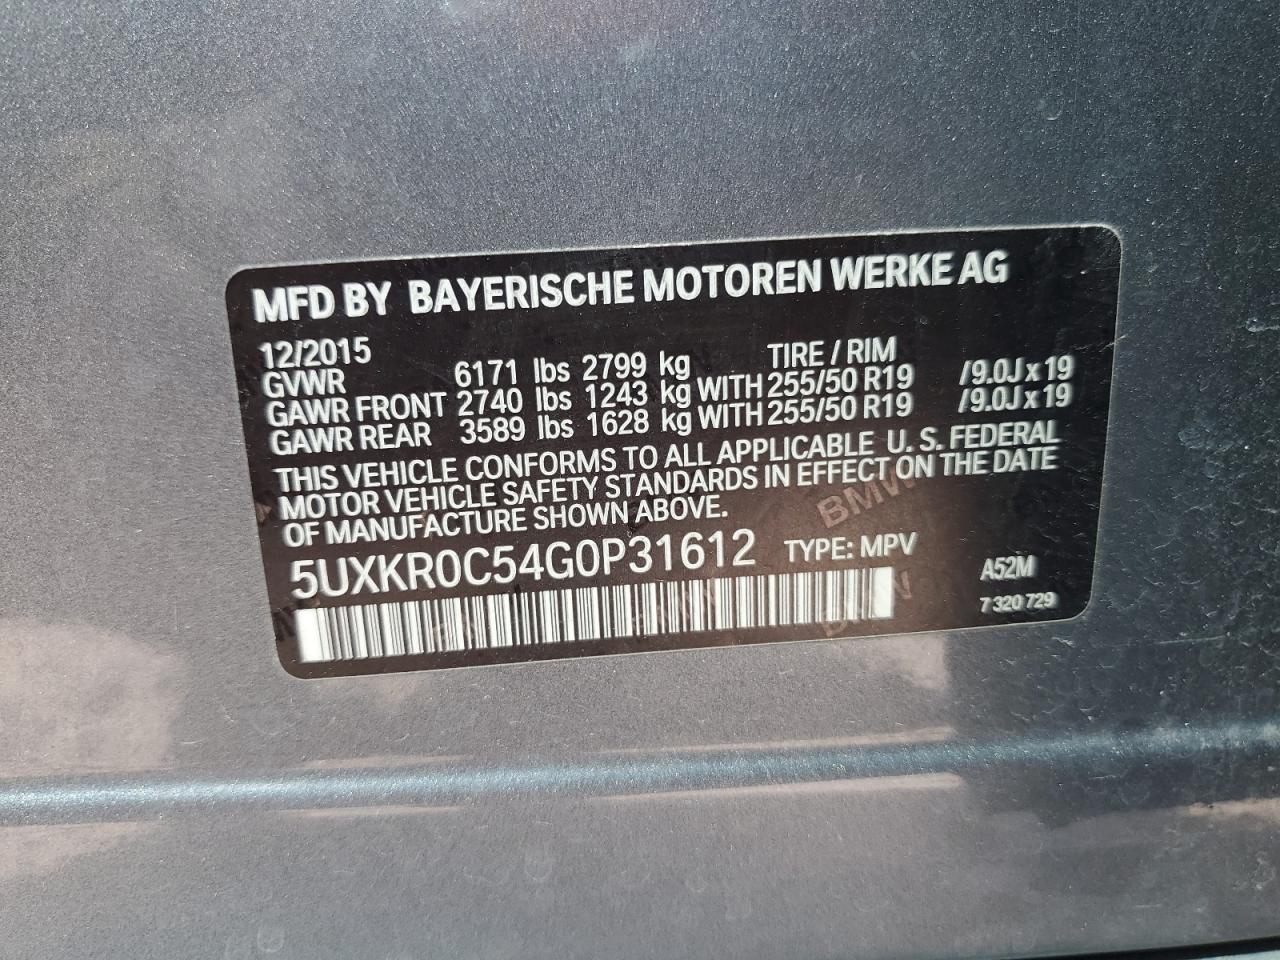 MFD BY BAYERISCHE MOTOREN WERKE AG
12/2015 TIRE / RIM
GVWR 6171 lbs 2799 kg
GAWR FRONT 2740 lbs 1243 kg WITH 255/50 R19 /9.0J x 19
GAWR REAR 3589 lbs 1628 kg WITH 255/50 R19 /9.0J x 19
THIS VEHICLE CONFORMS TO ALL APPLICABLE U. S. FEDERAL
MOTOR VEHICLE SAFETY STANDARDS IN EFFECT ON THE DATE
OF MANUFACTURE SHOWN ABOVE.
5UXKR0C54G0P31612 TYPE: MPV
A52M
7 320 729
BMW